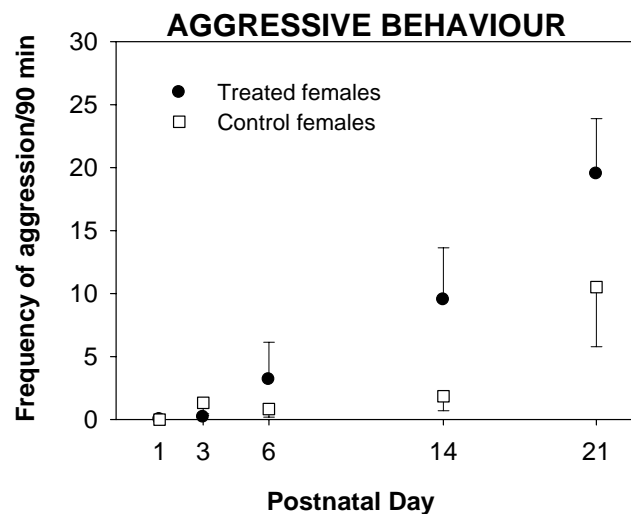 AGGRESSIVE BEHAVIOUR
Frequency of aggression/90 min
30
25
20
15
10
5
0
Treated females
Control females
1 3 6 14 21
Postnatal Day